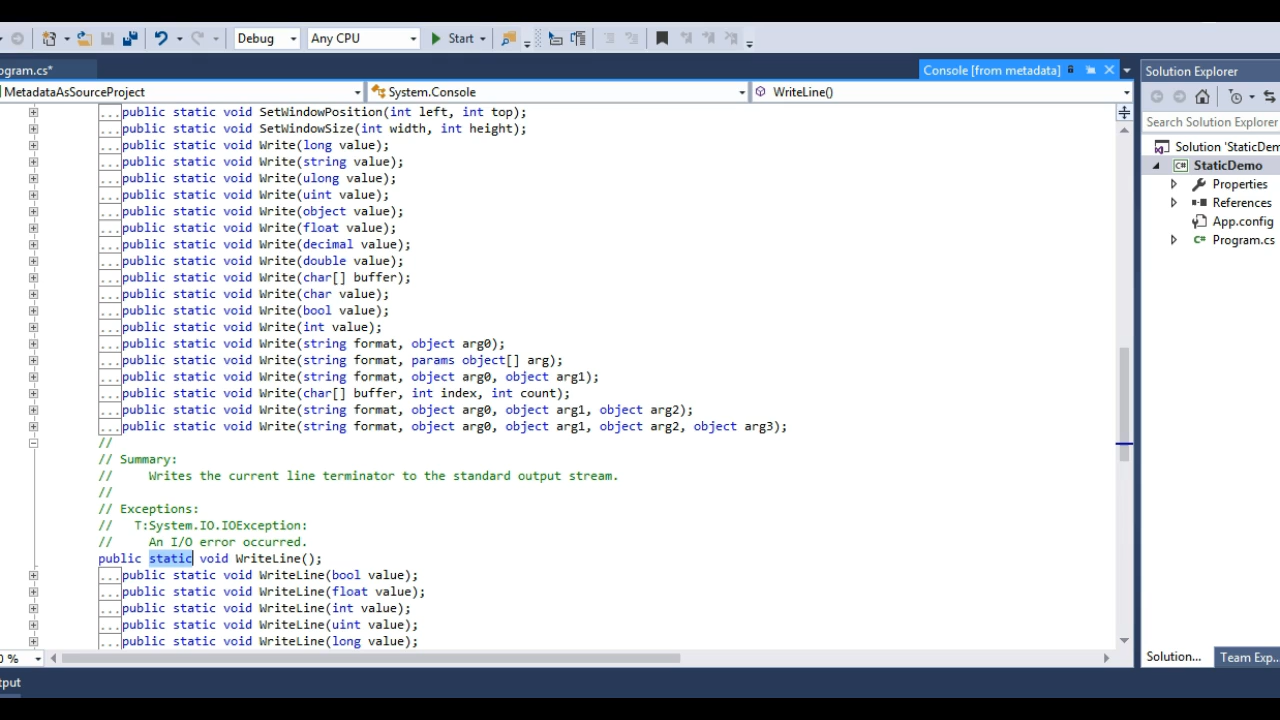 Debug Any CPU Start
ogram.cs* Console [from metadata] Solution Explorer
MetadataAsSourceProject System.Console WriteLine()
Search Solution Explorer
Solution 'StaticDem
StaticDemo
Properties
References
App.config
Program.cs
...public static void SetWindowPosition(int left, int top);
...public static void SetWindowSize(int width, int height);
...public static void Write(long value);
...public static void Write(string value);
...public static void Write(ulong value);
...public static void Write(uint value);
...public static void Write(object value);
...public static void Write(float value);
...public static void Write(decimal value);
...public static void Write(double value);
...public static void Write(char[] buffer);
...public static void Write(char value);
...public static void Write(bool value);
...public static void Write(int value);
...public static void Write(string format, object arg0);
...public static void Write(string format, params object[] arg);
...public static void Write(string format, object arg0, object arg1);
...public static void Write(char[] buffer, int index, int count);
...public static void Write(string format, object arg0, object arg1, object arg2);
...public static void Write(string format, object arg0, object arg1, object arg2, object arg3);
//
// Summary:
//     Writes the current line terminator to the standard output stream.
//
// Exceptions:
//   T:System.IO.IOException:
//     An I/O error occurred.
public static void WriteLine();
...public static void WriteLine(bool value);
...public static void WriteLine(float value);
...public static void WriteLine(int value);
...public static void WriteLine(uint value);
...public static void WriteLine(long value);
0 %
Solution... Team Exp...
tput